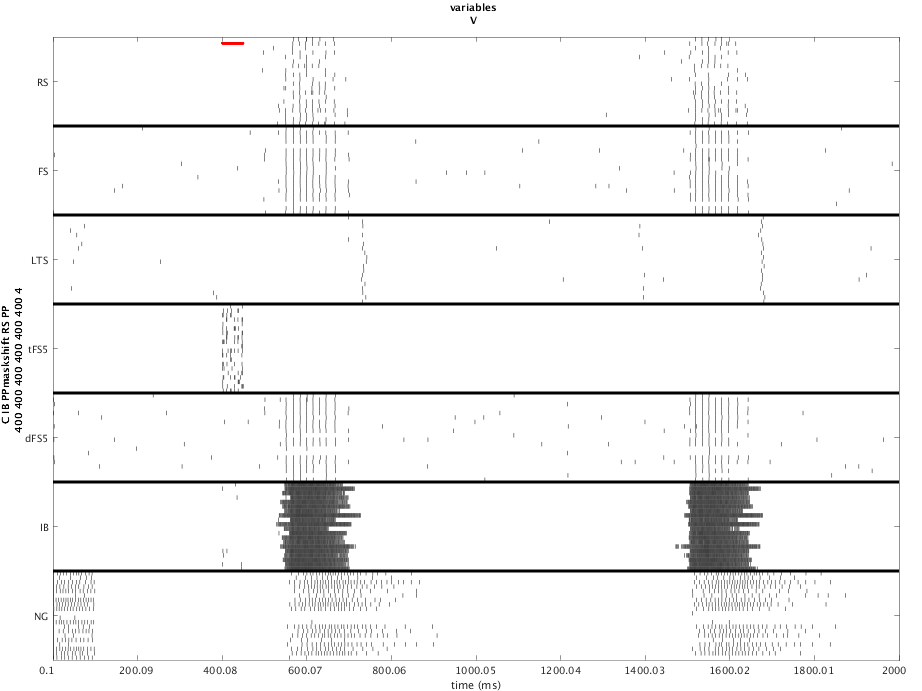 variables
V
RS
FS
LTS
tFS5
dFS5
IB
NG
C IB PPmaskshift RS PP
400 400 400 400 400 400 4
0.1 200.09 400.08 600.07 800.06 1000.05 1200.04 1400.03 1600.02 1800.01 2000
time (ms)